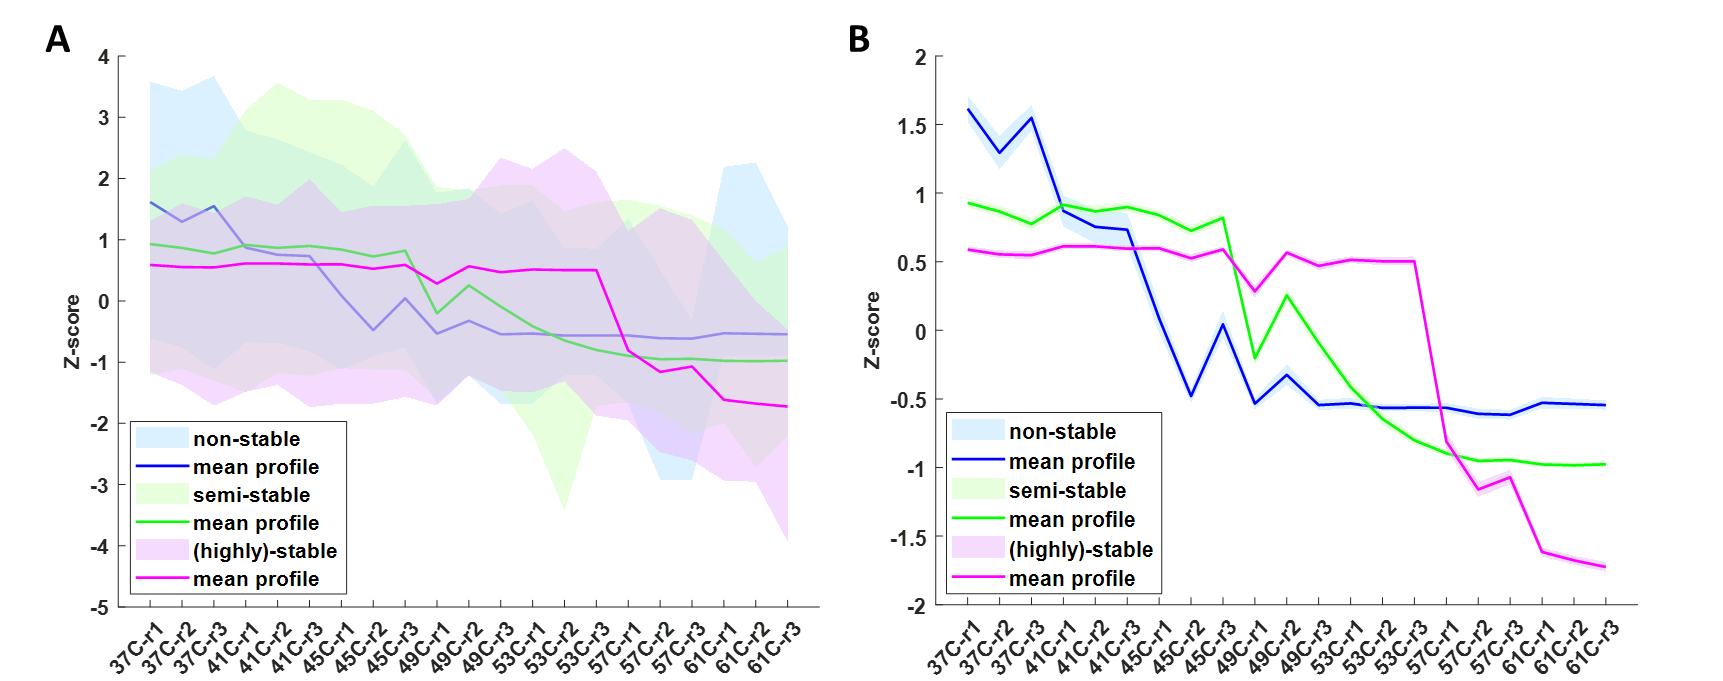 A
4
3
2
1
0
-1
-2
-3
-4
-5
Z-score
non-stable
mean profile
semi-stable
mean profile
(highly)-stable
mean profile
37C-r1
37C-r2
37C-r3
41C-r1
41C-r2
41C-r3
45C-r1
45C-r2
45C-r3
49C-r1
49C-r2
49C-r3
53C-r1
53C-r2
53C-r3
57C-r1
57C-r2
57C-r3
61C-r1
61C-r2
61C-r3
B
2
1.5
1
0.5
0
-0.5
-1
-1.5
-2
Z-score
non-stable
mean profile
semi-stable
mean profile
(highly)-stable
mean profile
37C-r1
37C-r2
37C-r3
41C-r1
41C-r2
41C-r3
45C-r1
45C-r2
45C-r3
49C-r1
49C-r2
49C-r3
53C-r1
53C-r2
53C-r3
57C-r1
57C-r2
57C-r3
61C-r1
61C-r2
61C-r3